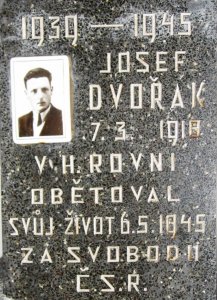 1939 — 1945
JOSEF
DVOŘÁK
7. 3. 1918
V H. ROVNI
OBĚTOVAL
SVŮJ ŽIVOT 6. 5. 1945
ZA SVOBODU
Č.S.R.